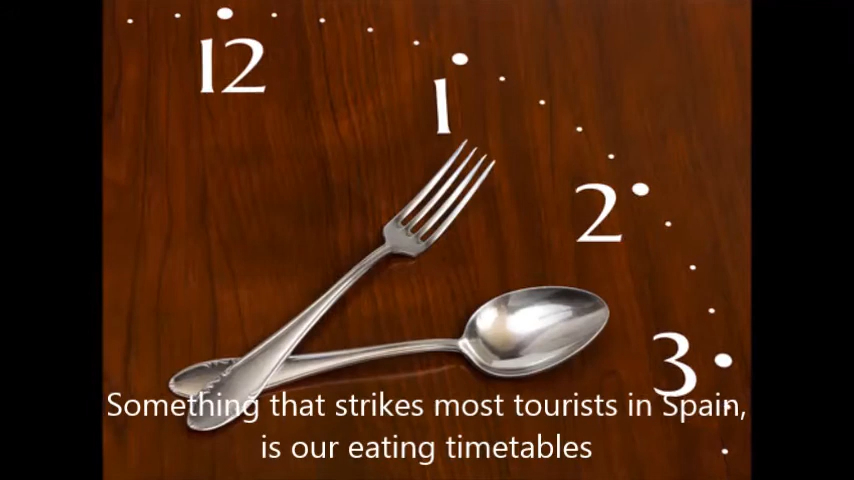 12
1
2
3
Something that strikes most tourists in Spain,
is our eating timetables